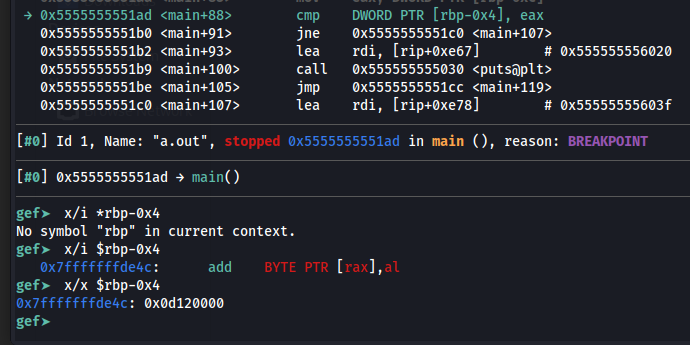 → 0x5555555551ad <main+88>      cmp    DWORD PTR [rbp-0x4], eax
0x5555555551b0 <main+91>      jne    0x5555555551c0 <main+107>
0x5555555551b2 <main+93>      lea    rdi, [rip+0xe67]        # 0x555555556020
0x5555555551b9 <main+100>     call   0x555555555030 <puts@plt>
0x5555555551be <main+105>     jmp    0x5555555551cc <main+119>
0x5555555551c0 <main+107>     lea    rdi, [rip+0xe78]        # 0x55555555603f
[#0] Id 1, Name: "a.out", stopped 0x5555555551ad in main (), reason: BREAKPOINT
[#0] 0x5555555551ad → main()
gef➤  x/i *rbp-0x4
No symbol "rbp" in current context.
gef➤  x/i $rbp-0x4
0x7fffffffde4c:      add    BYTE PTR [rax],al
gef➤  x/x $rbp-0x4
0x7fffffffde4c: 0x0d120000
gef➤